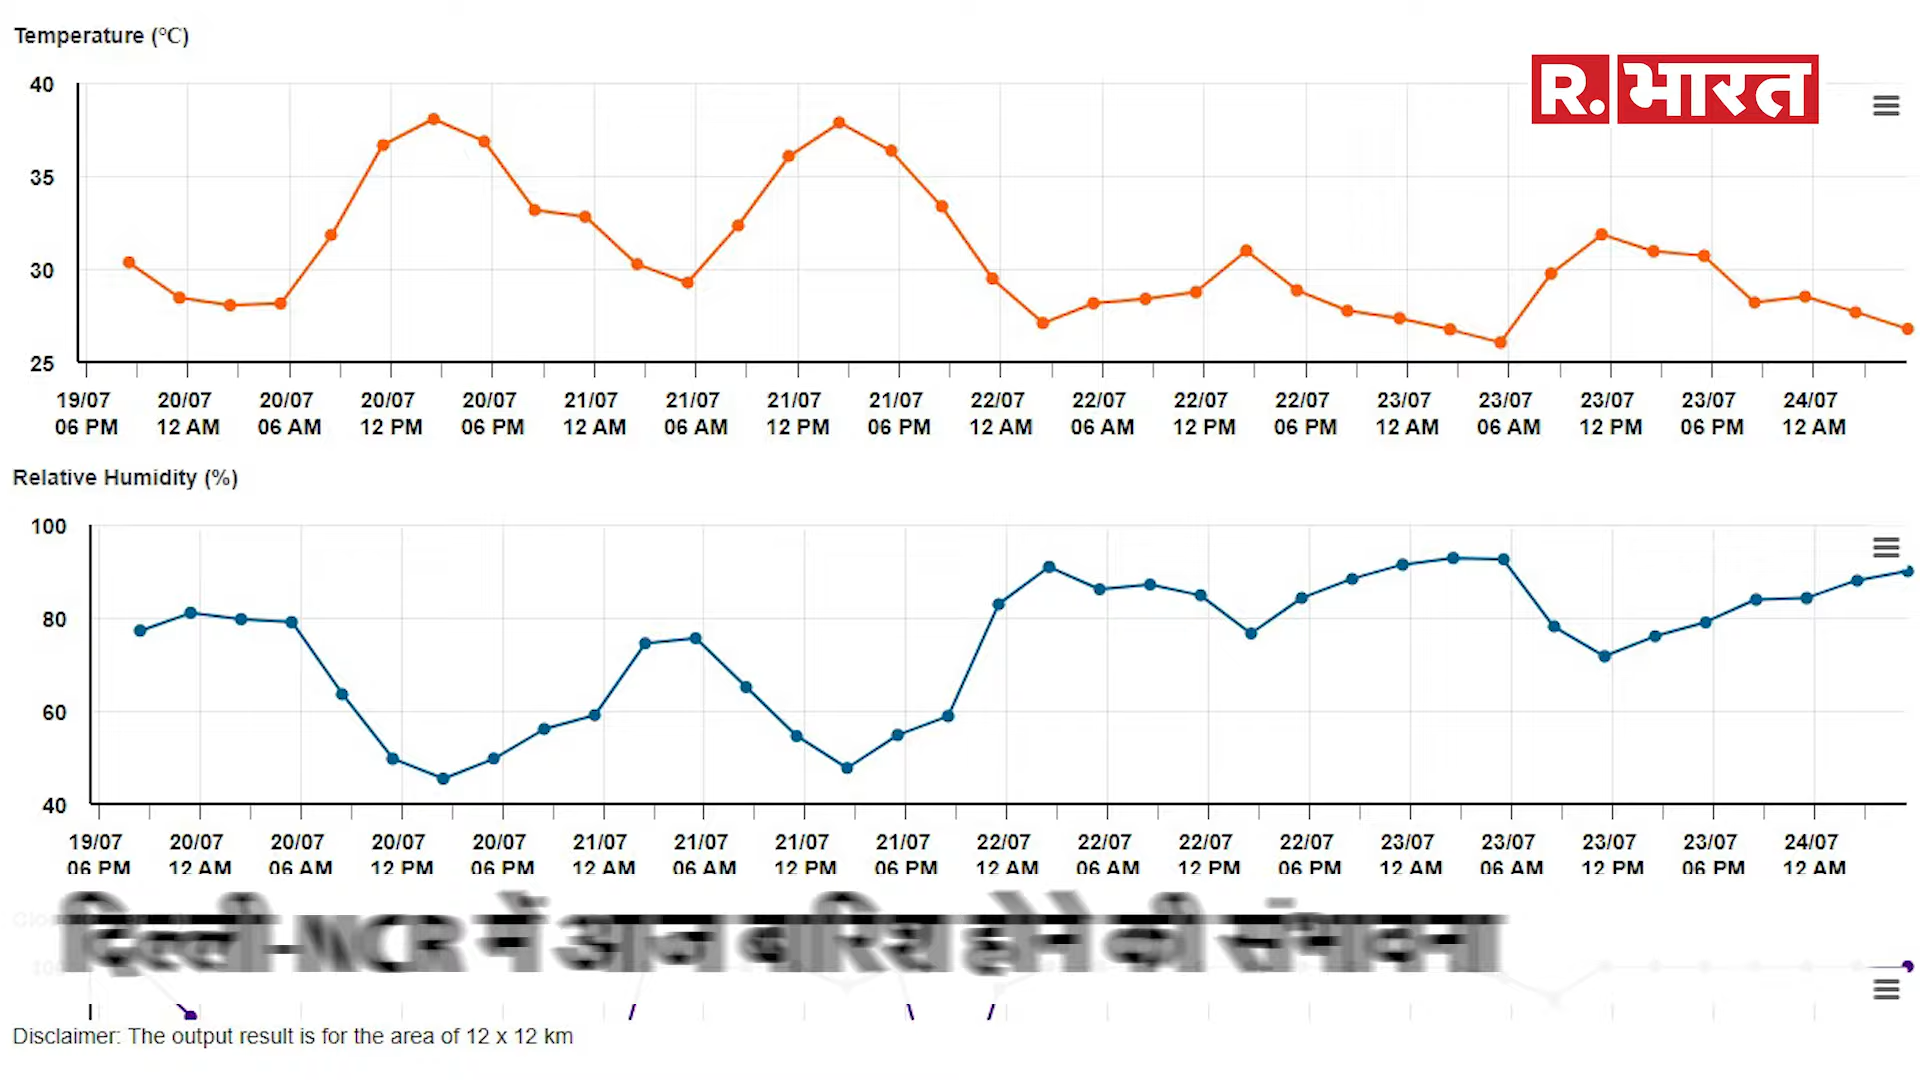 Temperature (°C)
R.भारत
40
35
30
25
19/07 20/07 20/07 20/07 20/07 21/07 21/07 21/07 21/07 22/07 22/07 22/07 22/07 23/07 23/07 23/07 23/07 24/07
06 PM 12 AM 06 AM 12 PM 06 PM 12 AM 06 AM 12 PM 06 PM 12 AM 06 AM 12 PM 06 PM 12 AM 06 AM 12 PM 06 PM 12 AM
Relative Humidity (%)
100
80
60
40
19/07 20/07 20/07 20/07 20/07 21/07 21/07 21/07 21/07 22/07 22/07 22/07 22/07 23/07 23/07 23/07 23/07 24/07
06 PM 12 AM 06 AM 12 PM 06 PM 12 AM 06 AM 12 PM 06 PM 12 AM 06 AM 12 PM 06 PM 12 AM 06 AM 12 PM 06 PM 12 AM
दिल्ली-NCR में आज बारिश होने की संभावना
Disclaimer: The output result is for the area of 12 x 12 km